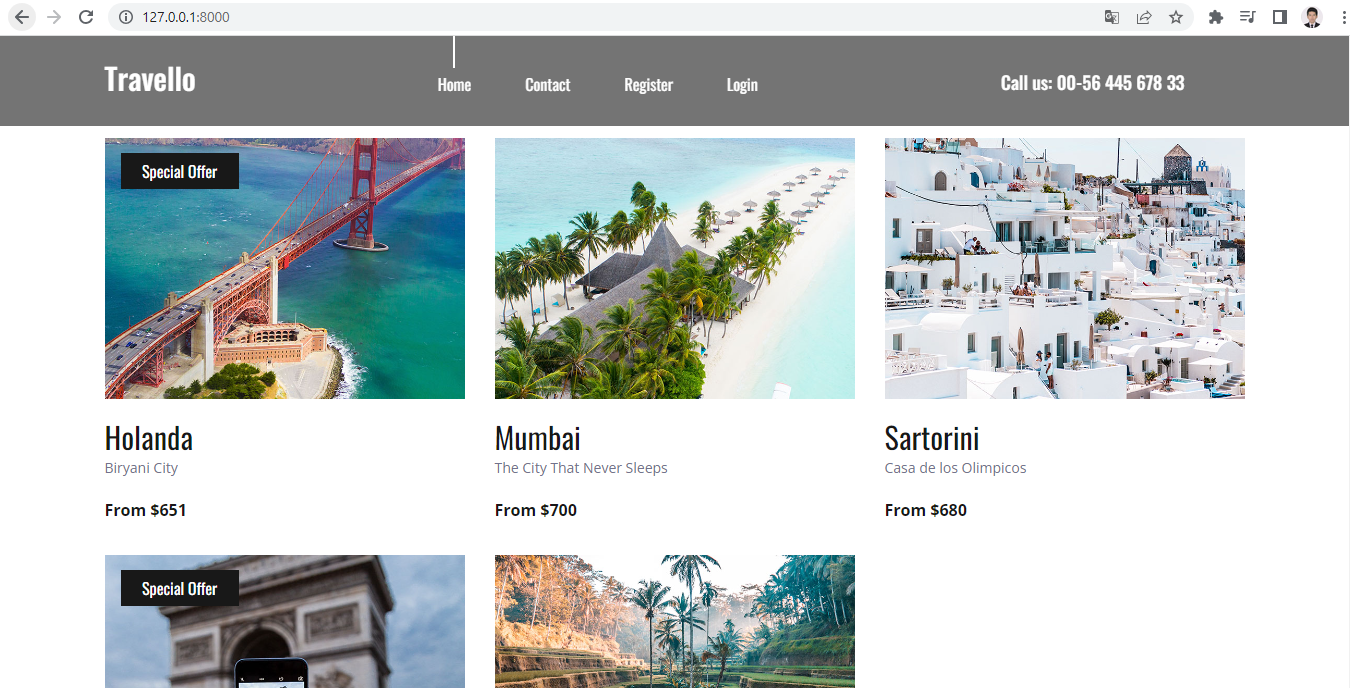 127.0.0.1:8000
Travello
Home Contact Register Login
Call us: 00-56 445 678 33
Special Offer
Holanda
Biryani City
From $651
Mumbai
The City That Never Sleeps
From $700
Sartorini
Casa de los Olimpicos
From $680
Special Offer